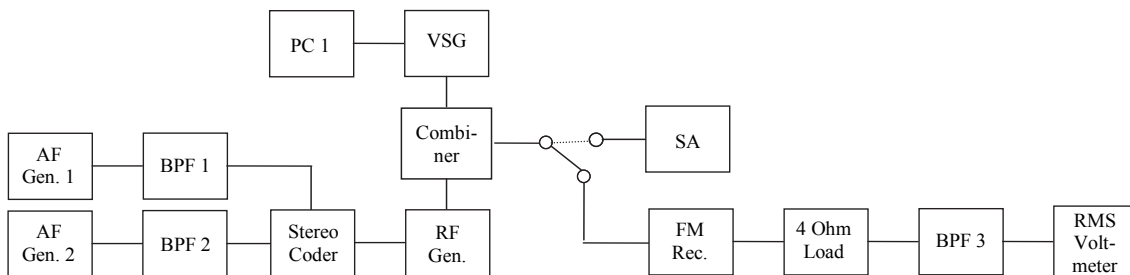 PC 1
VSG
Combi-
ner
SA
AF
Gen. 1
BPF 1
AF
Gen. 2
BPF 2
Stereo
Coder
RF
Gen.
FM
Rec.
4 Ohm
Load
BPF 3
RMS
Volt-
meter